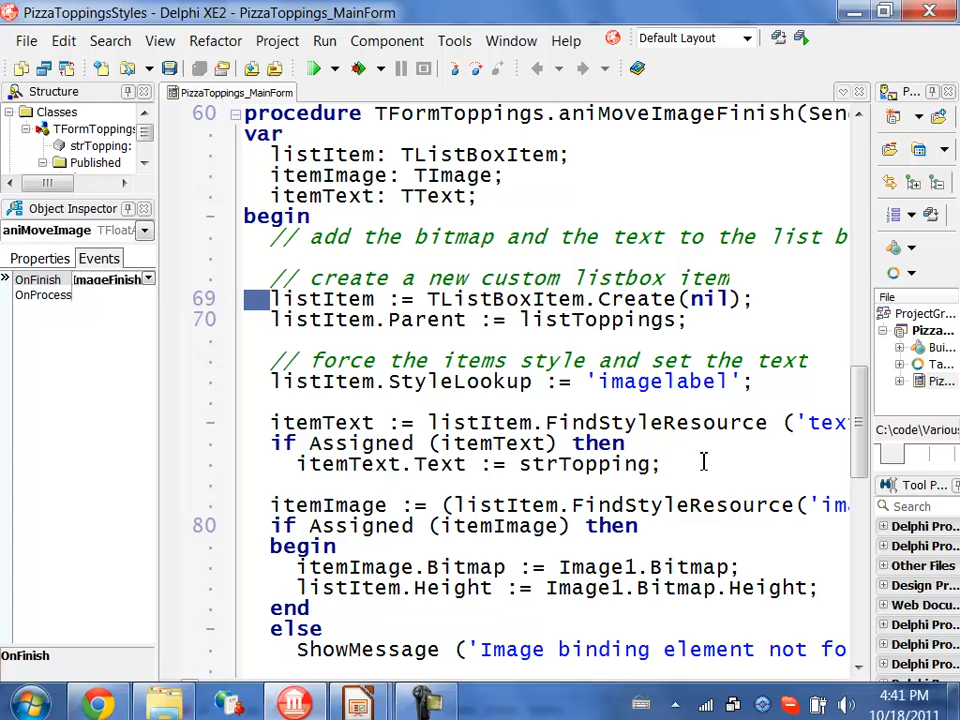 PizzaToppingsStyles - Delphi XE2 - PizzaToppings_MainForm
File Edit Search View Refactor Project Run Component Tools Window Help
Default Layout
Structure
PizzaToppings_MainForm
P...
Classes
TFormToppings
strTopping:
Published
Object Inspector
aniMoveImage TFloatA
Properties Events
OnFinish ImageFinish
OnProcess
OnFinish
60 procedure TFormToppings.aniMoveImageFinish(Sen
var
listItem: TListBoxItem;
itemImage: TImage;
itemText: TText;
begin
// add the bitmap and the text to the list b
// create a new custom listbox item
69 listItem := TListBoxItem.Create(nil);
70 listItem.Parent := listToppings;
// force the items style and set the text
listItem.StyleLookup := 'imagelabel';
itemText := listItem.FindStyleResource ('tex
if Assigned (itemText) then
itemText.Text := strTopping;
itemImage := (listItem.FindStyleResource('ima
80 if Assigned (itemImage) then
begin
itemImage.Bitmap := Image1.Bitmap;
listItem.Height := Image1.Bitmap.Height;
end
else
ShowMessage ('Image binding element not fo
File
ProjectGr
Pizza
Bui
Ta
Piz
C:\code\Various
Tool P...
Search
Delphi Pro...
Delphi Pro...
Other Files
Design Pr...
Web Docu...
Delphi Pro...
Delphi Pro...
Delphi Pro...
4:41 PM
10/18/2011